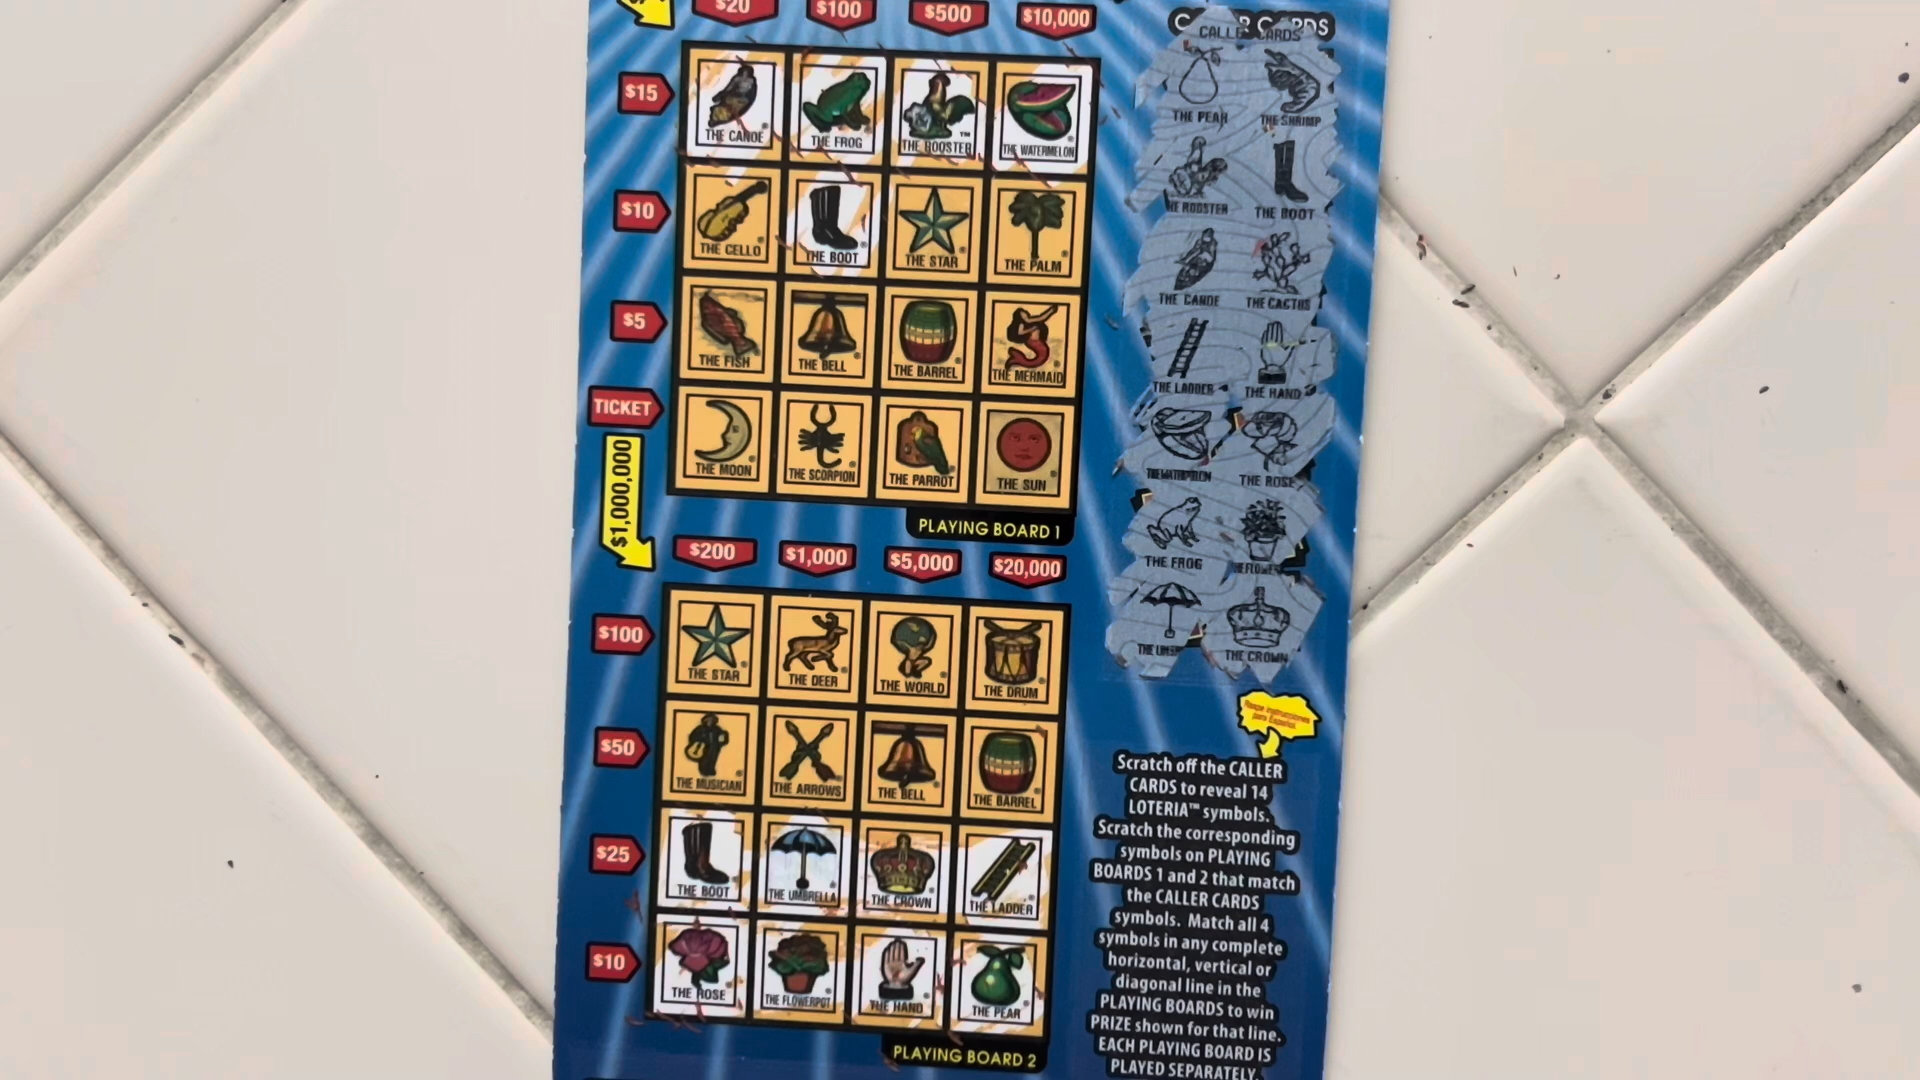 $20 $100 $500 $10,000
CALLER CARDS
$15
THE CANOE THE FROG THE ROOSTER THE WATERMELON
$10
THE CELLO THE BOOT THE STAR THE PALM
$5
THE FISH THE BELL THE BARREL THE MERMAID
TICKET
THE MOON THE SCORPION THE PARROT THE SUN
PLAYING BOARD 1
$1,000,000
$200 $1,000 $5,000 $20,000
$100
THE STAR THE DEER THE WORLD THE DRUM
$50
THE MUSICIAN THE ARROWS THE BELL THE BARREL
$25
THE BOOT THE UMBRELLA THE CROWN THE LADDER
$10
THE ROSE THE FLOWERPOT THE HAND THE PEAR
PLAYING BOARD 2
CALLER CARDS
THE PEAR THE SHRIMP
THE ROOSTER THE BOOT
THE CANOE THE CACTUS
THE LADDER THE HAND
THE WATERMELON THE ROSE
THE FROG
THE CROWN
Raspe instrucciones
para Español.
Scratch off the CALLER
CARDS to reveal 14
LOTERIA™ symbols.
Scratch the corresponding
symbols on PLAYING
BOARDS 1 and 2 that match
the CALLER CARDS
symbols. Match all 4
symbols in any complete
horizontal, vertical or
diagonal line in the
PLAYING BOARDS to win
PRIZE shown for that line.
EACH PLAYING BOARD IS
PLAYED SEPARATELY.